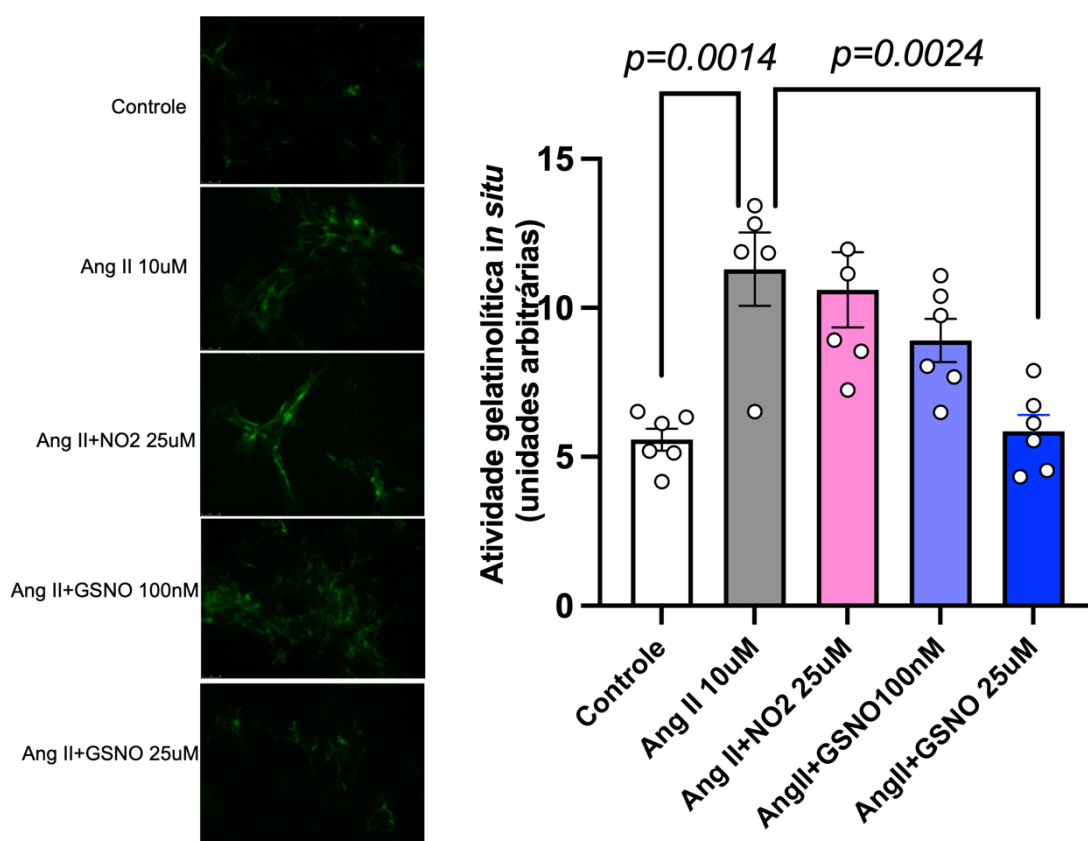 Controle
Ang II 10uM
Ang II+NO2 25uM
Ang II+GSNO 100nM
Ang II+GSNO 25uM
p=0.0014
p=0.0024
Atividade gelatinolítica in situ
(unidades arbitrárias)
15
10
5
0
Controle
Ang II 10uM
Ang II+NO2 25uM
AngII+GSNO100nM
AngII+GSNO 25uM